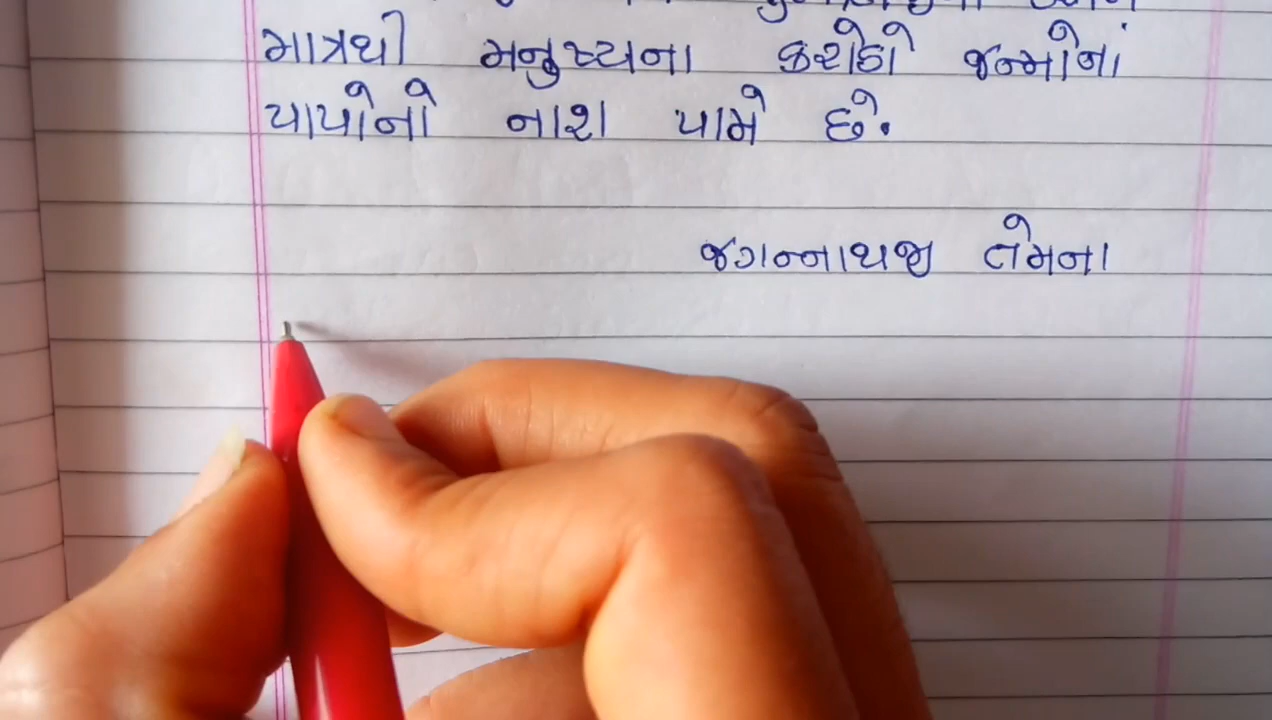 માત્રથી મનુષ્યના કરોડો જન્મોનાં
પાપોનો નાશ પામે છે.
જગન્નાથજી તેમના